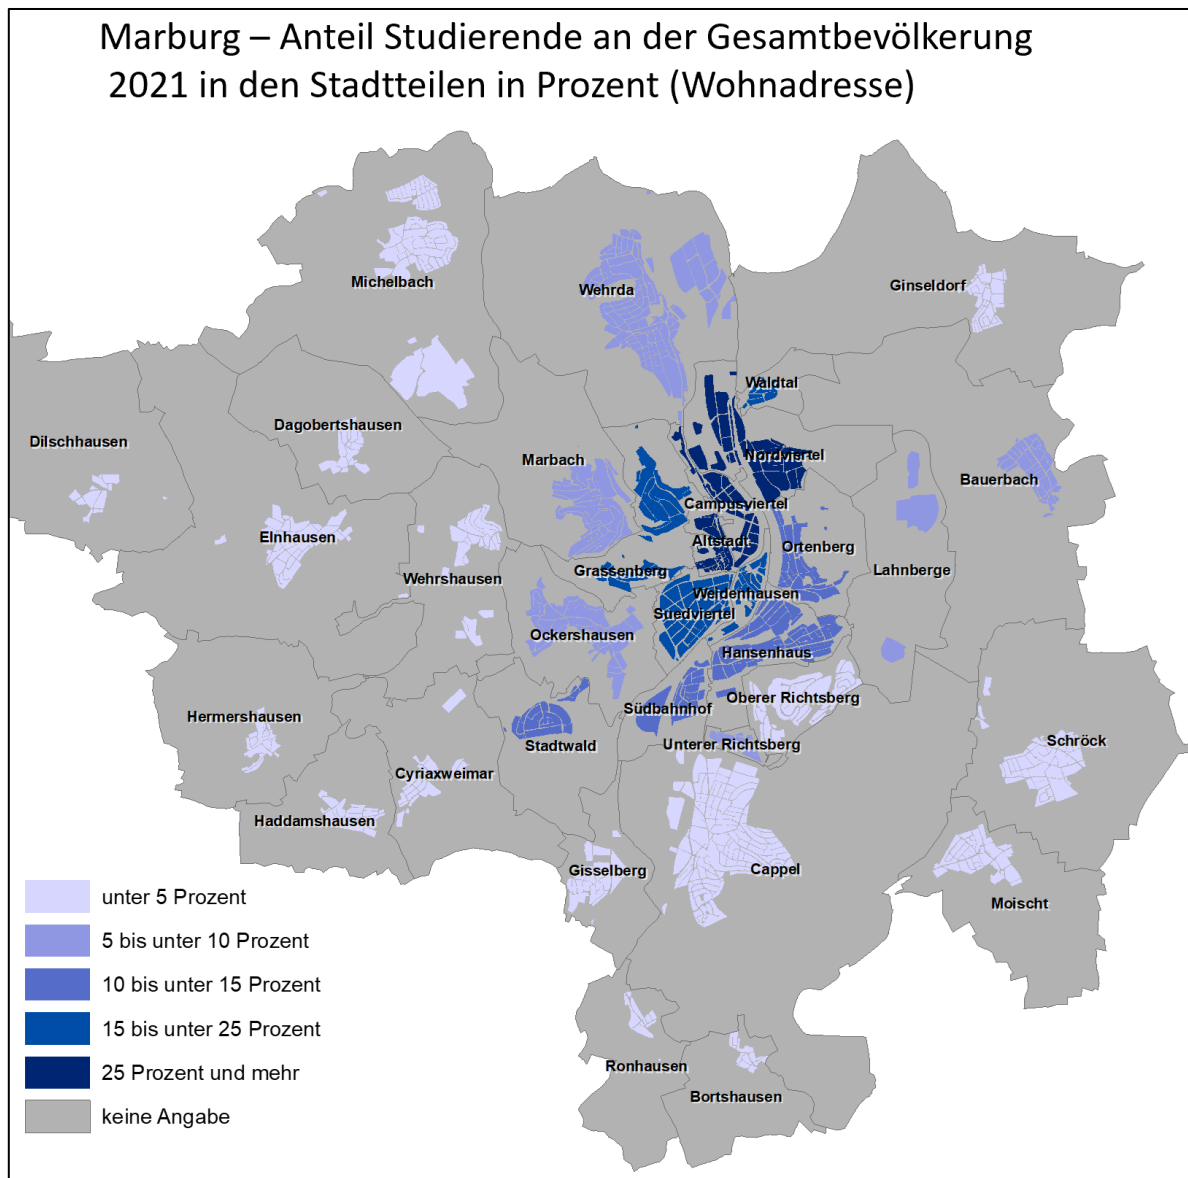 Marburg – Anteil Studierende an der Gesamtbevölkerung
2021 in den Stadtteilen in Prozent (Wohnadresse)
Michelbach
Wehrda
Ginseldorf
Waldtal
Dagobertshausen
Dilschhausen
Marbach
Nordviertel
Bauerbach
Campusviertel
Elnhausen
Altstadt
Ortenberg
Wehrshausen
Grassenberg
Lahnberge
Weidenhausen
Suedviertel
Ockershausen
Hansenhaus
Oberer Richtsberg
Südbahnhof
Hermershausen
Stadtwald
Unterer Richtsberg
Schröck
Cyriaxweimar
Haddamshausen
Gisselberg
Cappel
Moischt
Ronhausen
Bortshausen
unter 5 Prozent
5 bis unter 10 Prozent
10 bis unter 15 Prozent
15 bis unter 25 Prozent
25 Prozent und mehr
keine Angabe